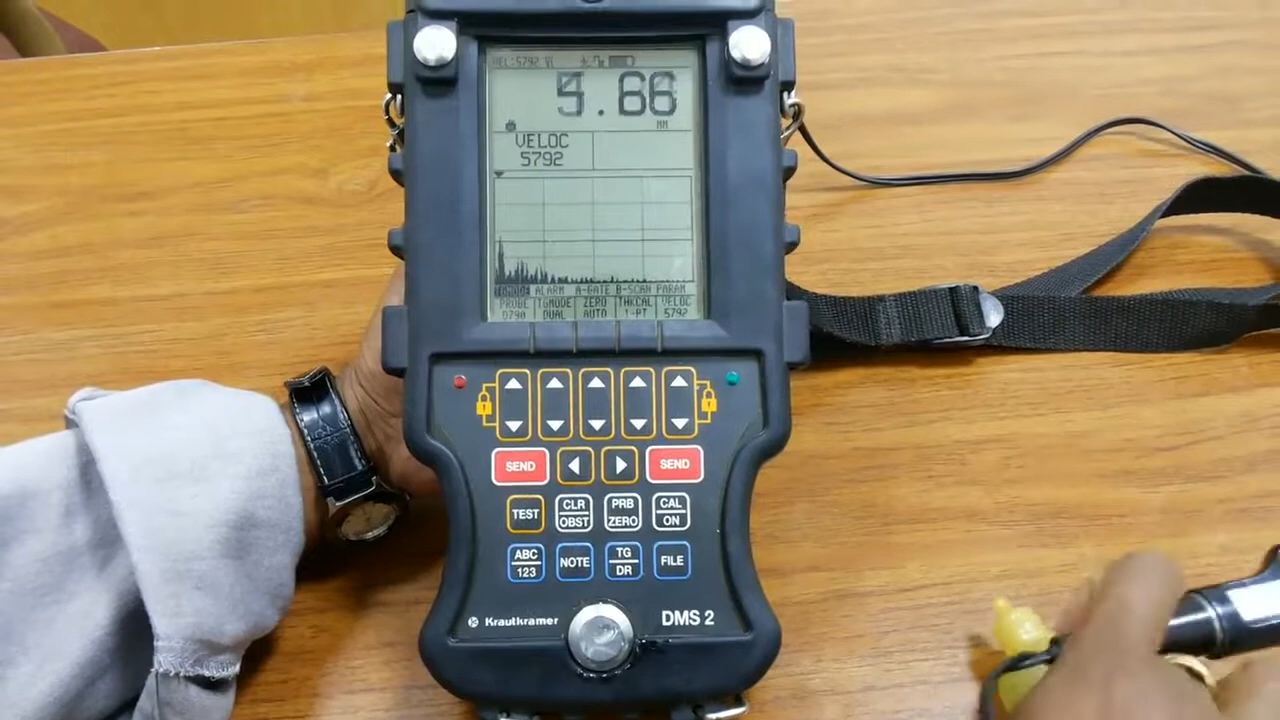 VEL:5792
5.66
MM
VELOC
5792
ALARM A-GATE B-SCAN PARAM
PROBE TGMODE ZERO THKCAL VELOC
D790 DUAL AUTO 1-PT 5792
SEND SEND
TEST CLR OBST PRB ZERO CAL ON
ABC 123 NOTE TG DR FILE
Krautkramer DMS 2